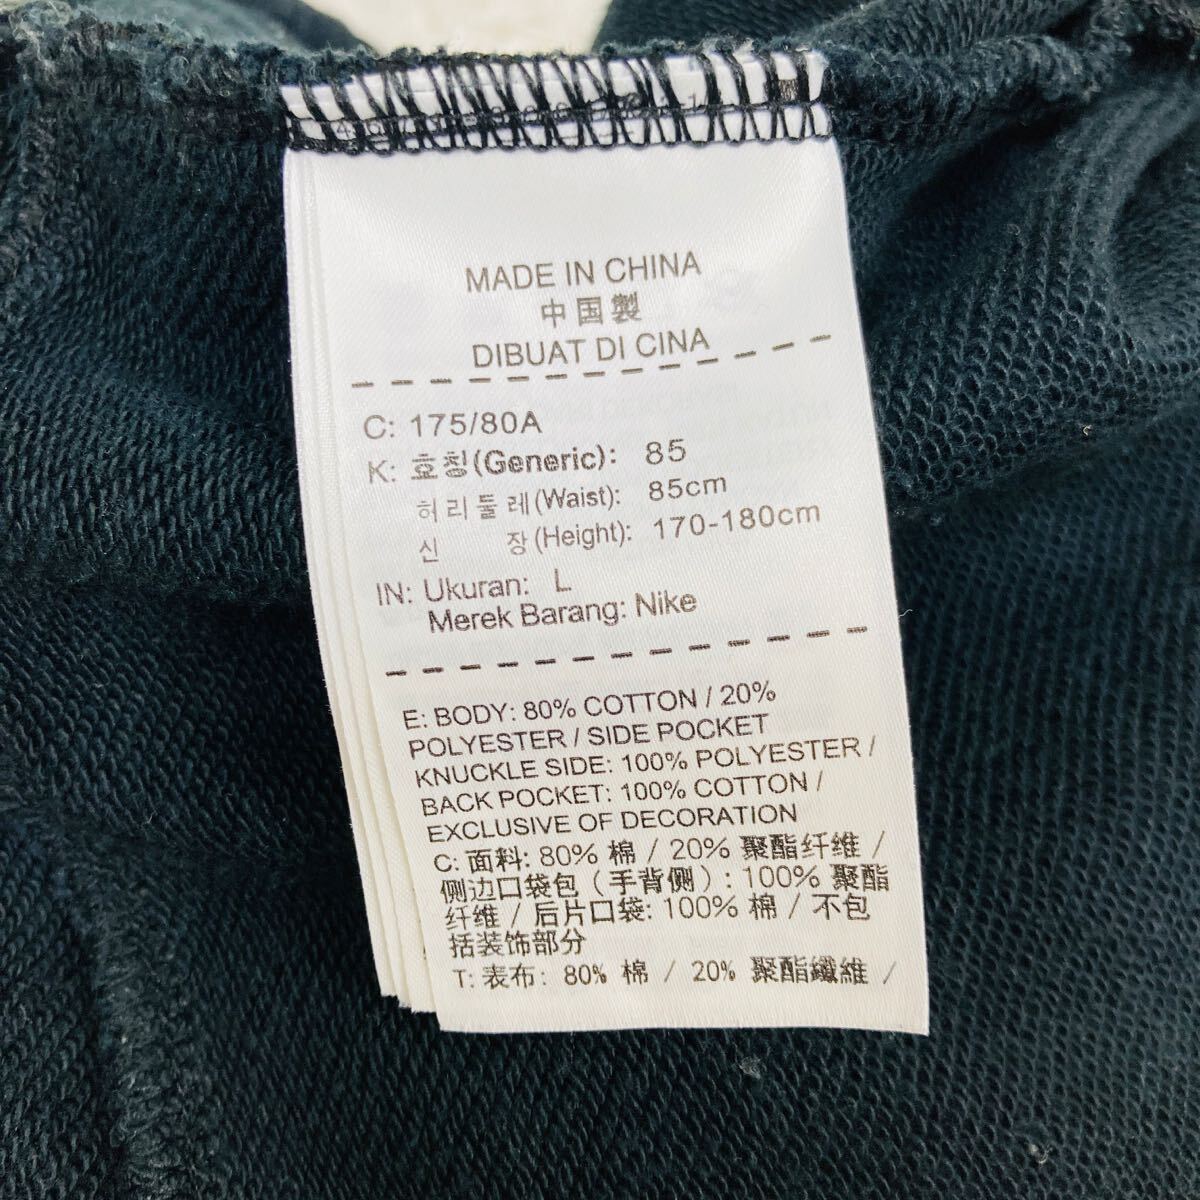 MADE IN CHINA
中国製
DIBUAT DI CINA
C: 175/80A
K: 효칭(Generic): 85
허리둘레(Waist): 85cm
신 장(Height): 170-180cm
IN: Ukuran: L
Merek Barang: Nike
E: BODY: 80% COTTON / 20%
POLYESTER / SIDE POCKET
KNUCKLE SIDE: 100% POLYESTER /
BACK POCKET: 100% COTTON /
EXCLUSIVE OF DECORATION
C: 面料: 80% 棉 / 20% 聚酯纤维 /
侧边口袋包（手背侧）: 100% 聚酯
纤维 / 后片口袋: 100% 棉 / 不包
括装饰部分
T: 表布: 80% 棉 / 20% 聚酯纖維 /